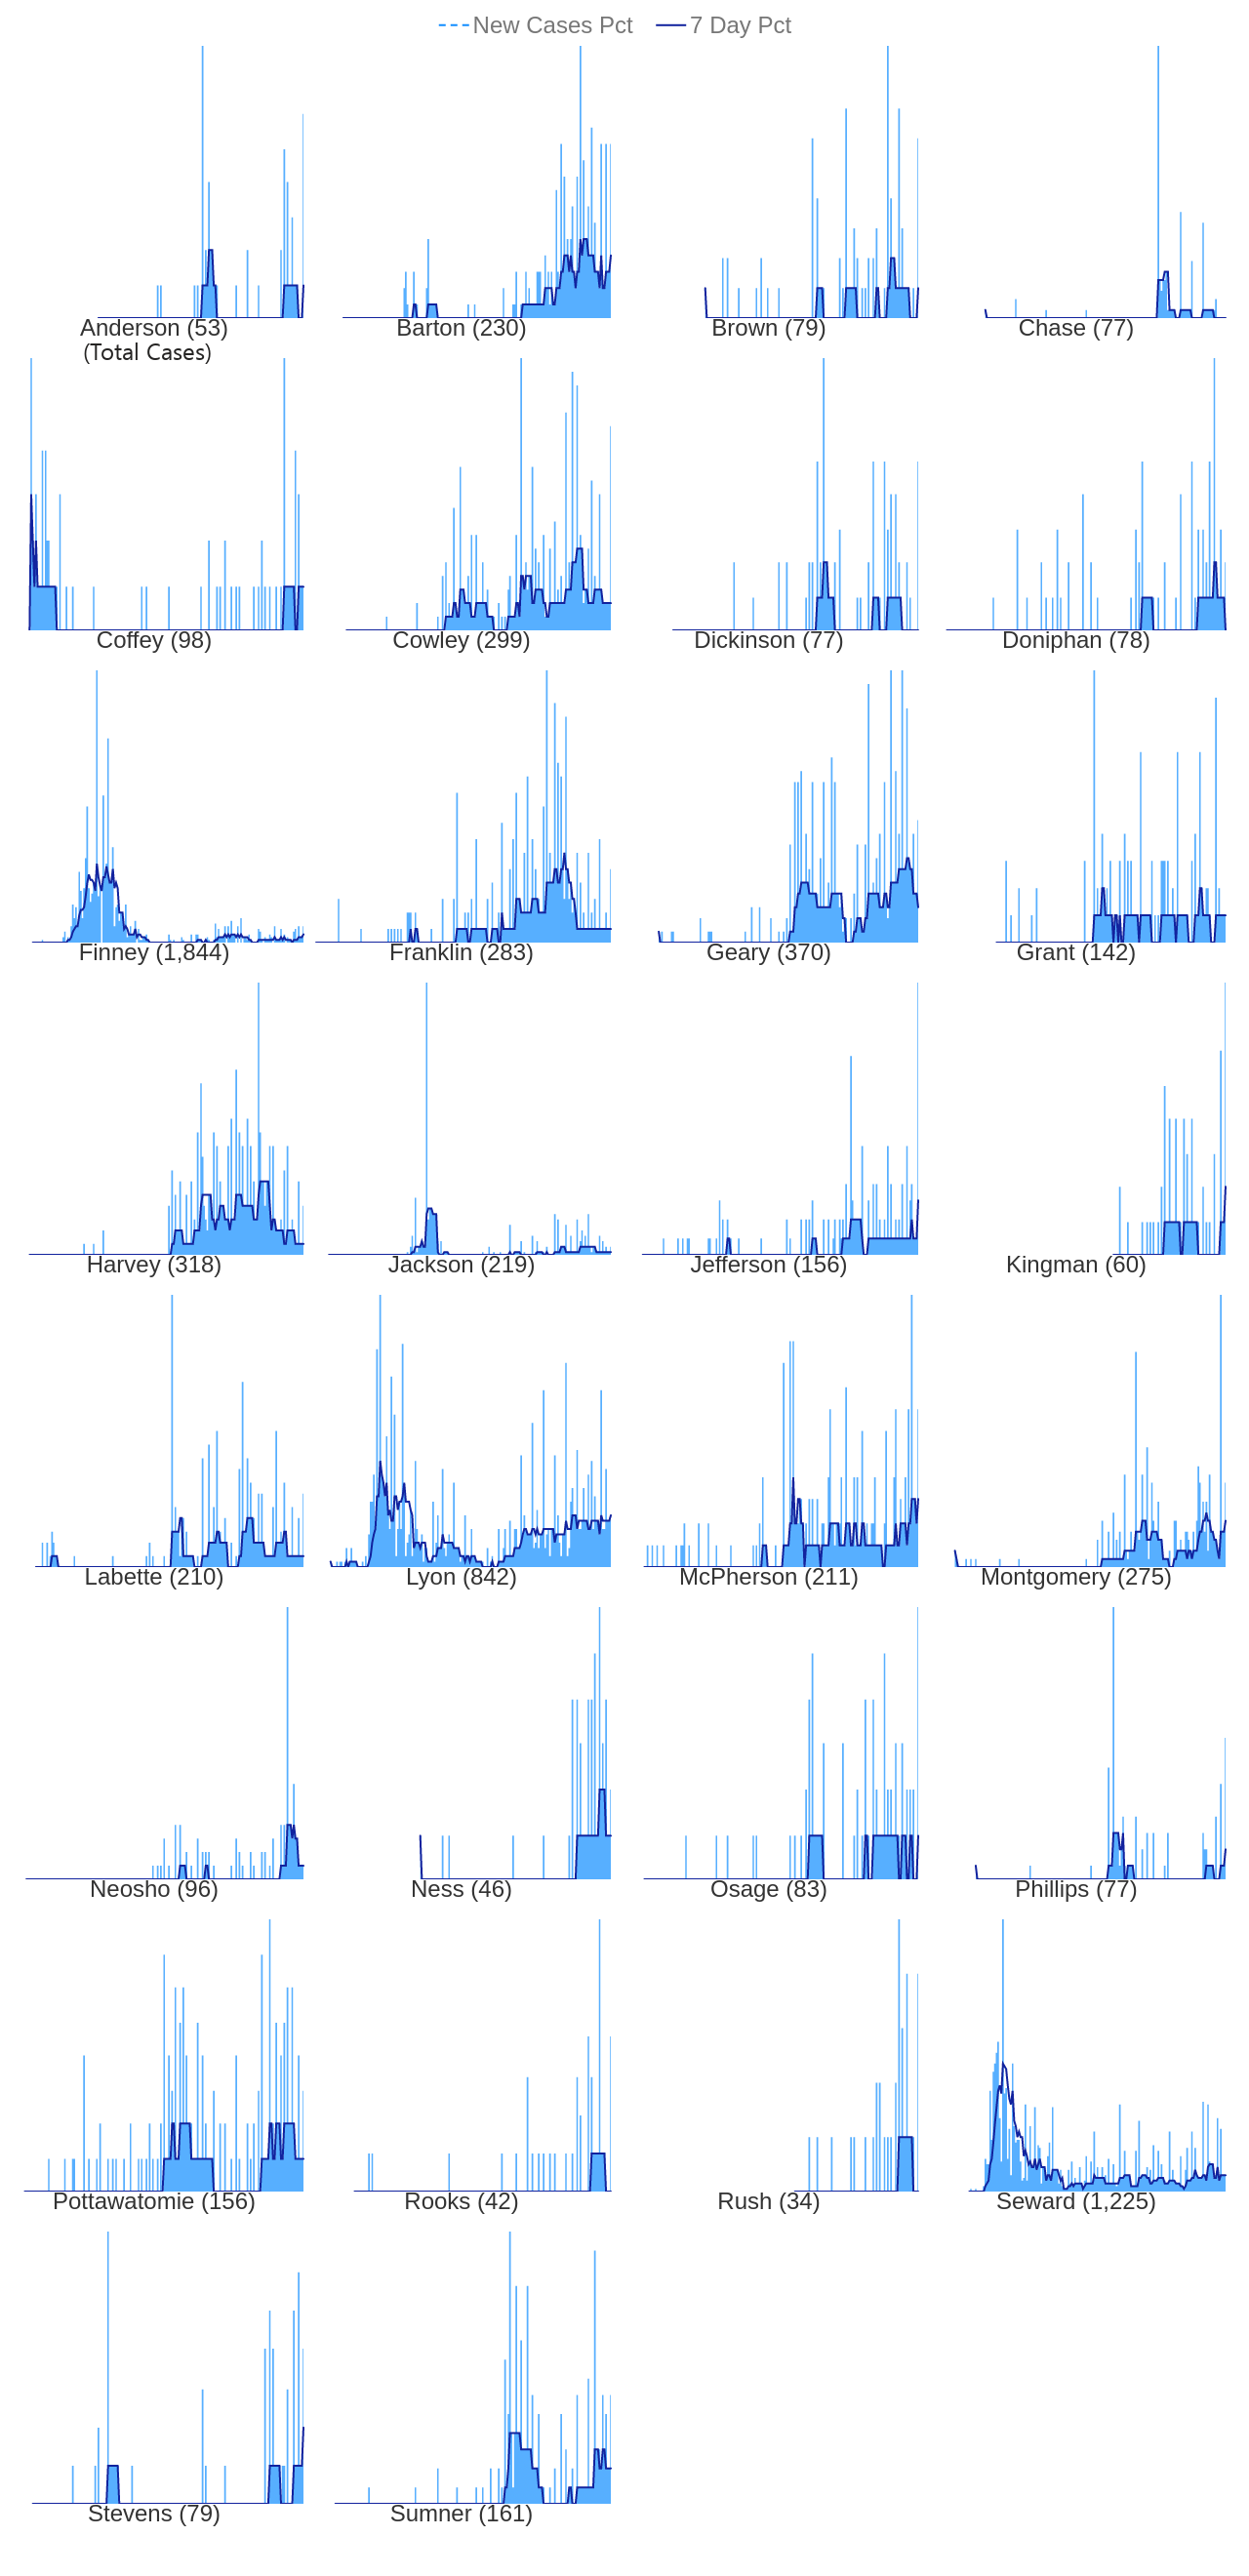 New Cases Pct 7 Day Pct
Anderson (53) Barton (230) Brown (79) Chase (77)
(Total Cases)
Coffey (98) Cowley (299) Dickinson (77) Doniphan (78)
Finney (1,844) Franklin (283) Geary (370) Grant (142)
Harvey (318) Jackson (219) Jefferson (156) Kingman (60)
Labette (210) Lyon (842) McPherson (211) Montgomery (275)
Neosho (96) Ness (46) Osage (83) Phillips (77)
Pottawatomie (156) Rooks (42) Rush (34) Seward (1,225)
Stevens (79) Sumner (161)